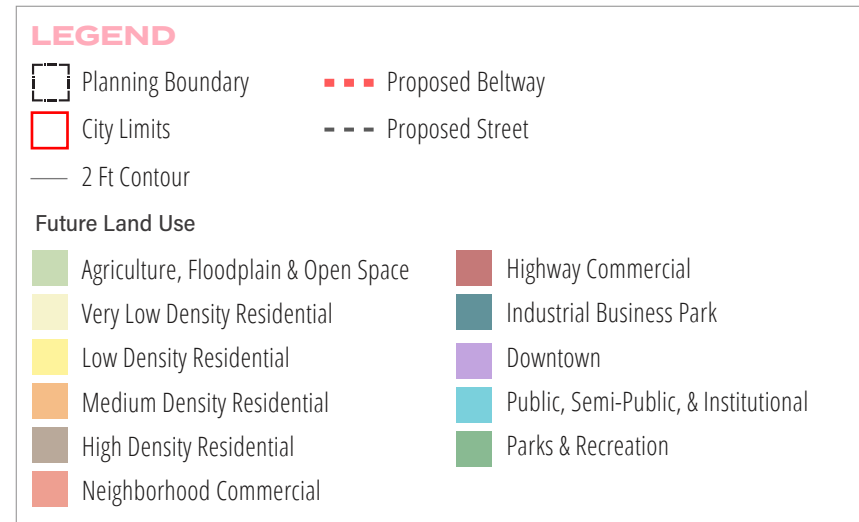 LEGEND
Planning Boundary
Proposed Beltway
City Limits
Proposed Street
2 Ft Contour
Future Land Use
Agriculture, Floodplain & Open Space
Very Low Density Residential
Low Density Residential
Medium Density Residential
High Density Residential
Neighborhood Commercial
Highway Commercial
Industrial Business Park
Downtown
Public, Semi-Public, & Institutional
Parks & Recreation